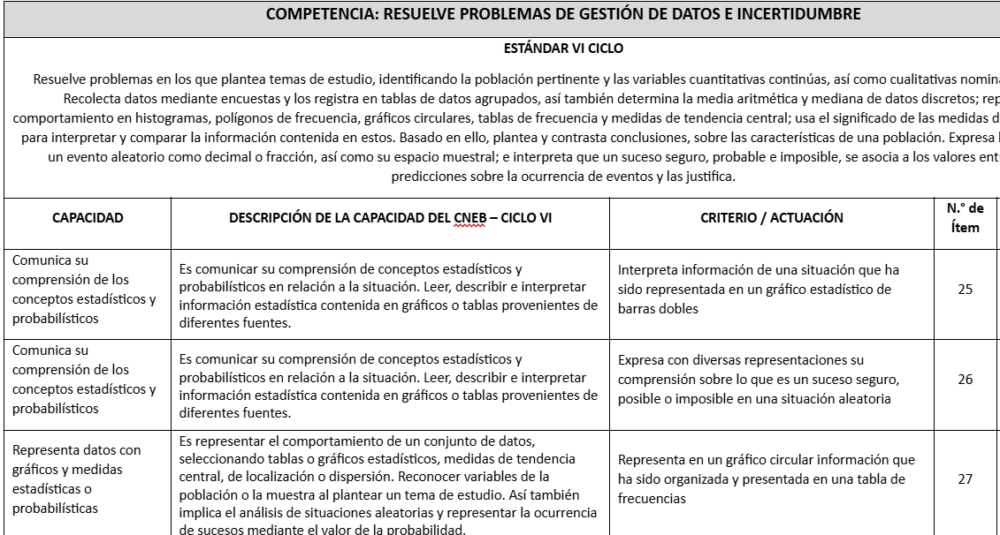 COMPETENCIA: RESUELVE PROBLEMAS DE GESTIÓN DE DATOS E INCERTIDUMBRE
ESTÁNDAR VI CICLO
Resuelve problemas en los que plantea temas de estudio, identificando la población pertinente y las variables cuantitativas continúas, así como cualitativas
Recolecta datos mediante encuestas y los registra en tablas de datos agrupados, así también determina la media aritmética y mediana de datos discretos;
comportamiento en histogramas, polígonos de frecuencia, gráficos circulares, tablas de frecuencia y medidas de tendencia central; usa el significado de las medidas
para interpretar y comparar la información contenida en estos. Basado en ello, plantea y contrasta conclusiones, sobre las características de una población. Expresa
un evento aleatorio como decimal o fracción, así como su espacio muestral; e interpreta que un suceso seguro, probable e imposible, se asocia a los valores
predicciones sobre la ocurrencia de eventos y las justifica.
CAPACIDAD
DESCRIPCIÓN DE LA CAPACIDAD DEL CNEB – CICLO VI
CRITERIO / ACTUACIÓN
N.° de
Ítem
Comunica su
comprensión de los
conceptos estadísticos y
probabilísticos
Es comunicar su comprensión de conceptos estadísticos y
probabilísticos en relación a la situación. Leer, describir e interpretar
información estadística contenida en gráficos o tablas provenientes de
diferentes fuentes.
Interpreta información de una situación que ha
sido representada en un gráfico estadístico de
barras dobles
25
Comunica su
comprensión de los
conceptos estadísticos y
probabilísticos
Es comunicar su comprensión de conceptos estadísticos y
probabilísticos en relación a la situación. Leer, describir e interpretar
información estadística contenida en gráficos o tablas provenientes de
diferentes fuentes.
Expresa con diversas representaciones su
comprensión sobre lo que es un suceso seguro,
posible o imposible en una situación aleatoria
26
Representa datos con
gráficos y medidas
estadísticas o
probabilísticas
Es representar el comportamiento de un conjunto de datos,
seleccionando tablas o gráficos estadísticos, medidas de tendencia
central, de localización o dispersión. Reconocer variables de la
población o la muestra al plantear un tema de estudio. Así también
implica el análisis de situaciones aleatorias y representar la ocurrencia
de sucesos mediante el valor de la probabilidad.
Representa en un gráfico circular información que
ha sido organizada y presentada en una tabla de
frecuencias
27